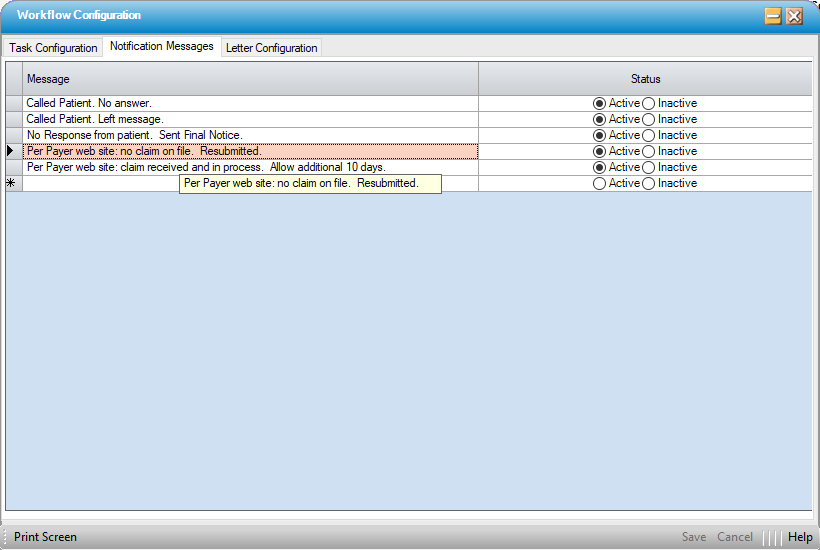 Workflow Configuration
Task Configuration Notification Messages Letter Configuration
Message Status
Called Patient. No answer. Active Inactive
Called Patient. Left message. Active Inactive
No Response from patient.  Sent Final Notice. Active Inactive
Per Payer web site: no claim on file.  Resubmitted. Active Inactive
Per Payer web site: claim received and in process.  Allow additional 10 days. Active Inactive
Per Payer web site: no claim on file.  Resubmitted.
Active Inactive
Print Screen Save Cancel Help